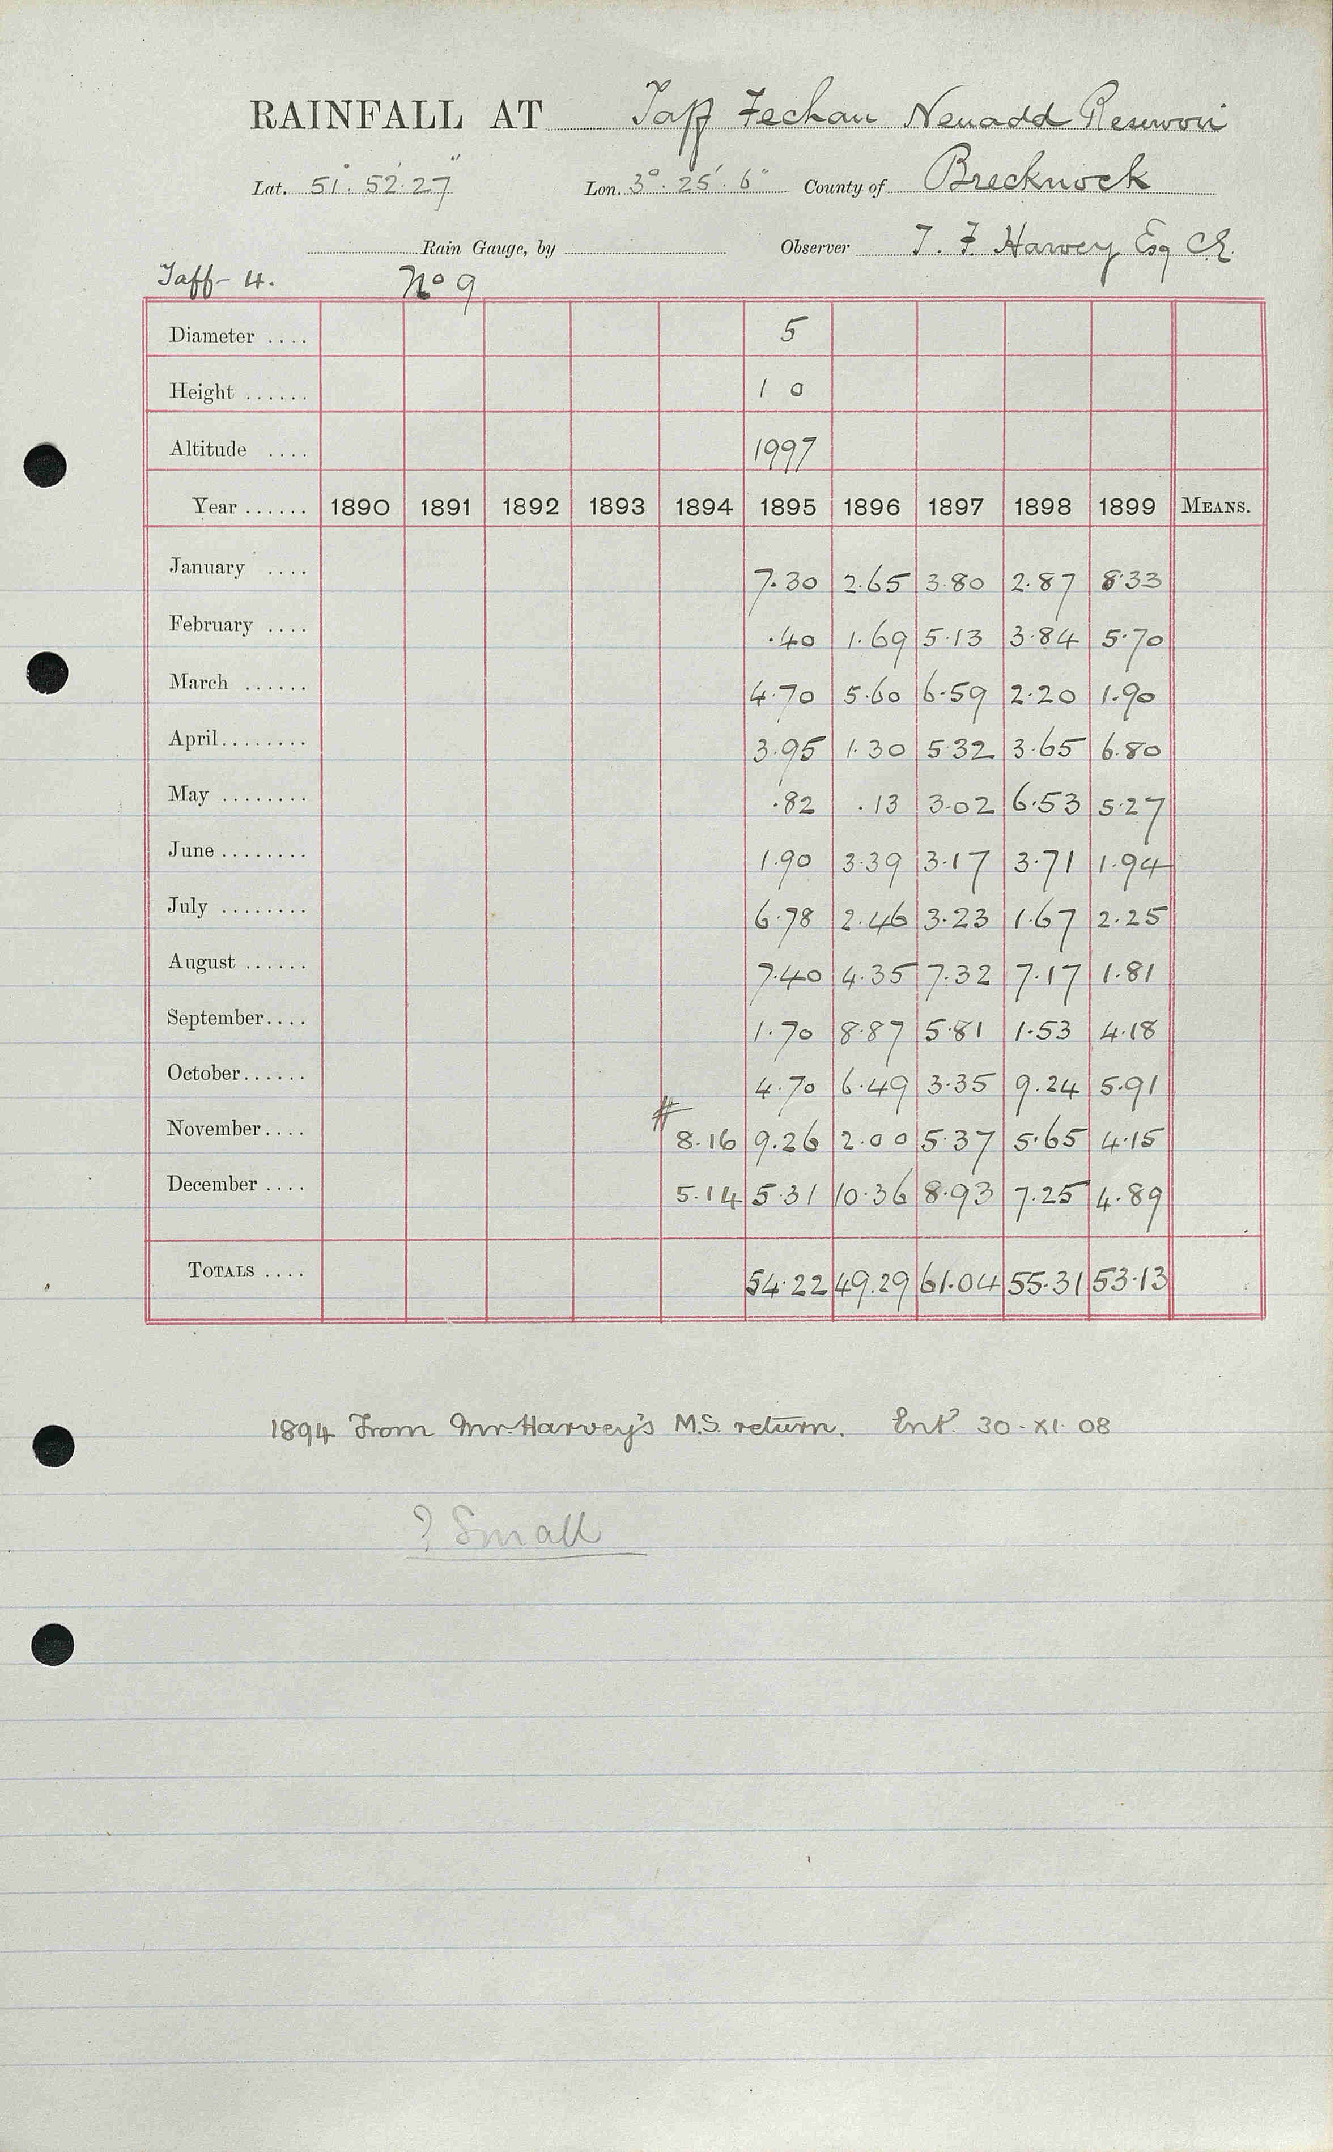 RAINFALL AT Taff Fechan Neuadd Reservoir
Lat. 51° 52' 27" Lon. 3° 25' 6" County of Brecknock
Rain Gauge, by Observer T. F. Harvey Esq C.E.
Taff- 4. No 9
Diameter .... 5
Height ...... 1 0
Altitude .... 1997
Year ...... 1890 1891 1892 1893 1894 1895 1896 1897 1898 1899 MEANS.
January .... 7.30 2.65 3.80 2.87 8.33
February .... .40 1.69 5.13 3.84 5.70
March ...... 4.70 5.60 6.59 2.20 1.90
April........ 3.95 1.30 5.32 3.65 6.80
May ........ .82 .13 3.02 6.53 5.27
June ........ 1.90 3.39 3.17 3.71 1.94
July ........ 6.78 2.46 3.23 1.67 2.25
August ...... 7.40 4.35 7.32 7.17 1.81
September.... 1.70 8.87 5.81 1.53 4.18
October...... 4.70 6.49 3.35 9.24 5.91
November.... # 8.16 9.26 2.00 5.37 5.65 4.15
December .... 5.14 5.31 10.36 8.93 7.25 4.89
TOTALS .... 54.22 49.29 61.04 55.31 53.13
1894 From Mr. Harvey's M.S. return. Ent. 30-XI-08
? Small